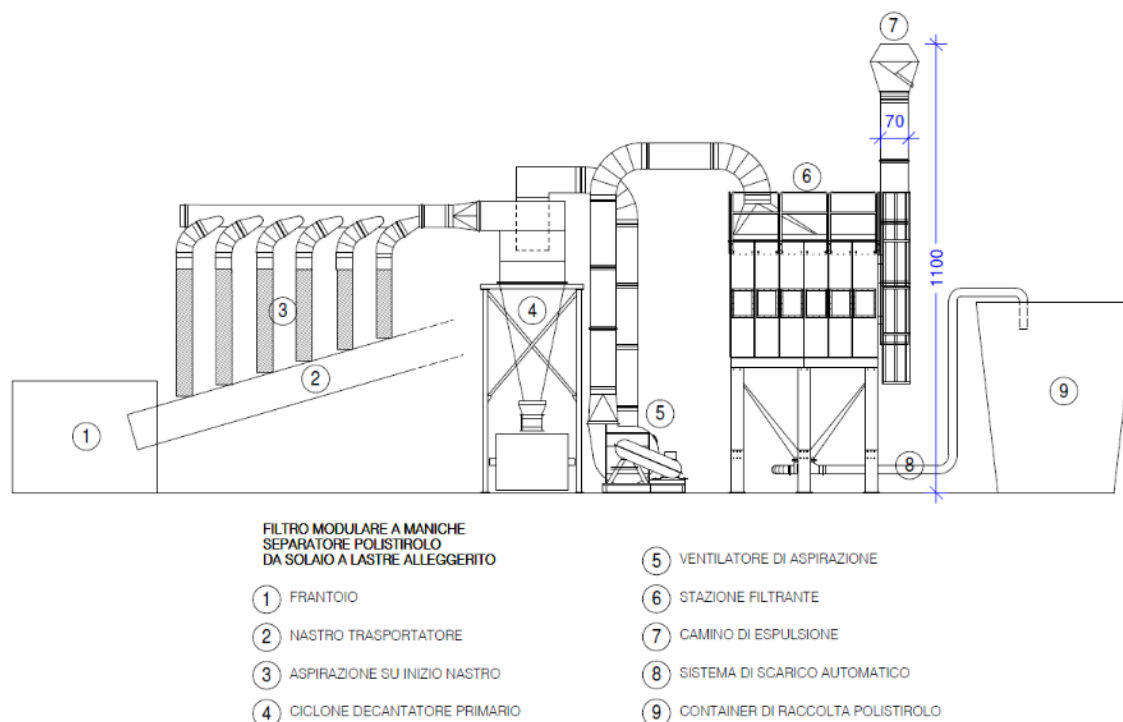 7
70
6
1100
3
4
2
9
1
5
8
FILTRO MODULARE A MANICHE
SEPARATORE POLISTIROLO
DA SOLAIO A LASTRE ALLEGGERITO
1 FRANTOIO
2 NASTRO TRASPORTATORE
3 ASPIRAZIONE SU INIZIO NASTRO
4 CICLONE DECANTATORE PRIMARIO
5 VENTILATORE DI ASPIRAZIONE
6 STAZIONE FILTRANTE
7 CAMINO DI ESPULSIONE
8 SISTEMA DI SCARICO AUTOMATICO
9 CONTAINER DI RACCOLTA POLISTIROLO